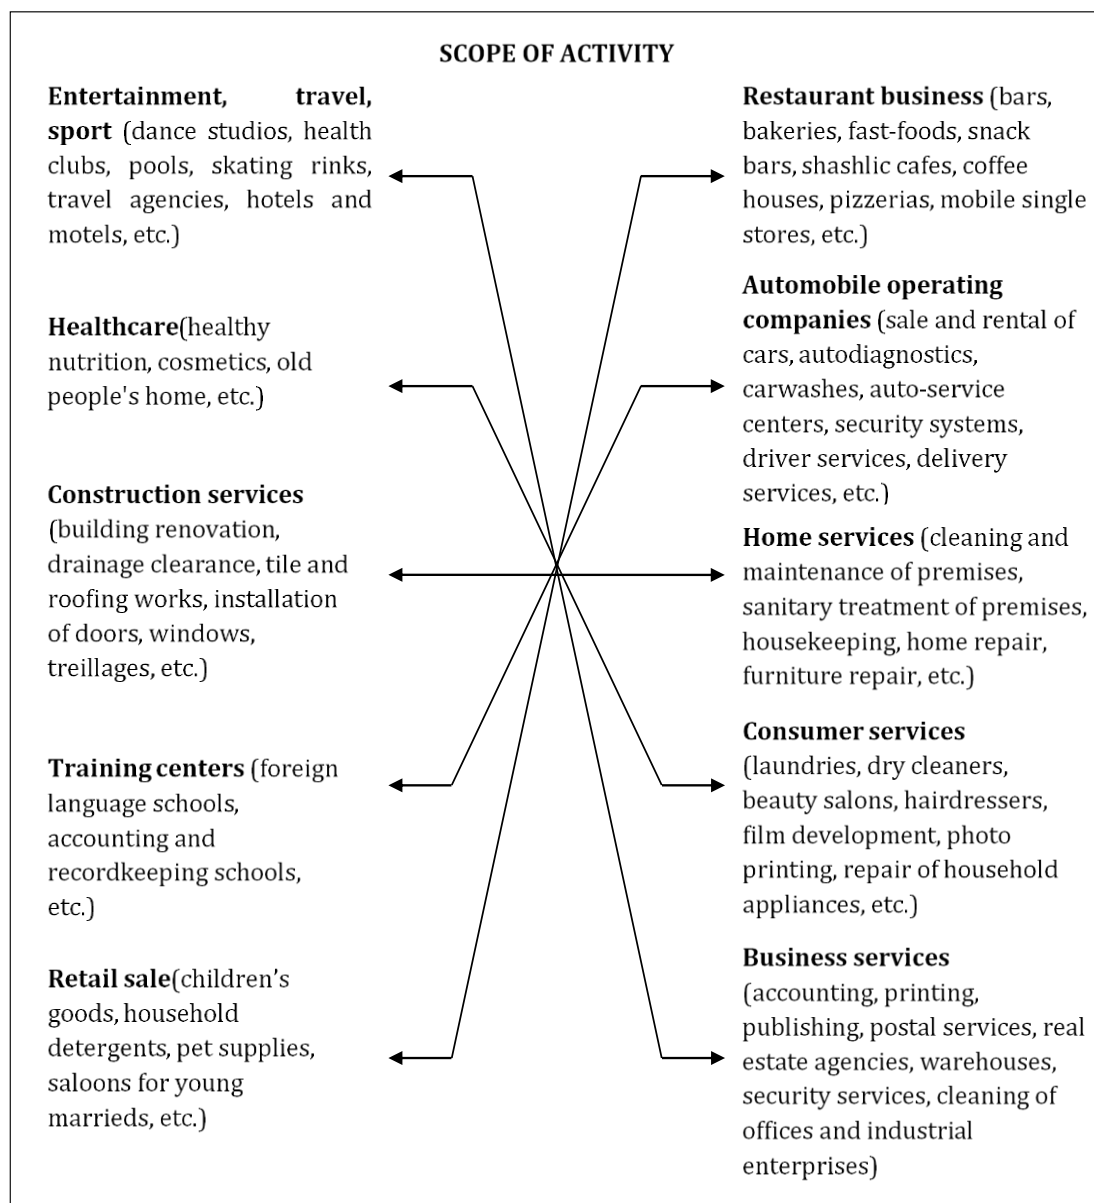 SCOPE OF ACTIVITY
Entertainment, travel,
sport (dance studios, health
clubs, pools, skating rinks,
travel agencies, hotels and
motels, etc.)
Healthcare(healthy
nutrition, cosmetics, old
people's home, etc.)
Construction services
(building renovation,
drainage clearance, tile and
roofing works, installation
of doors, windows,
treillages, etc.)
Training centers (foreign
language schools,
accounting and
recordkeeping schools,
etc.)
Retail sale(children’s
goods, household
detergents, pet supplies,
saloons for young
marrieds, etc.)
Restaurant business (bars,
bakeries, fast-foods, snack
bars, shashlic cafes, coffee
houses, pizzerias, mobile single
stores, etc.)
Automobile operating
companies (sale and rental of
cars, autodiagnostics,
carwashes, auto-service
centers, security systems,
driver services, delivery
services, etc.)
Home services (cleaning and
maintenance of premises,
sanitary treatment of premises,
housekeeping, home repair,
furniture repair, etc.)
Consumer services
(laundries, dry cleaners,
beauty salons, hairdressers,
film development, photo
printing, repair of household
appliances, etc.)
Business services
(accounting, printing,
publishing, postal services, real
estate agencies, warehouses,
security services, cleaning of
offices and industrial
enterprises)